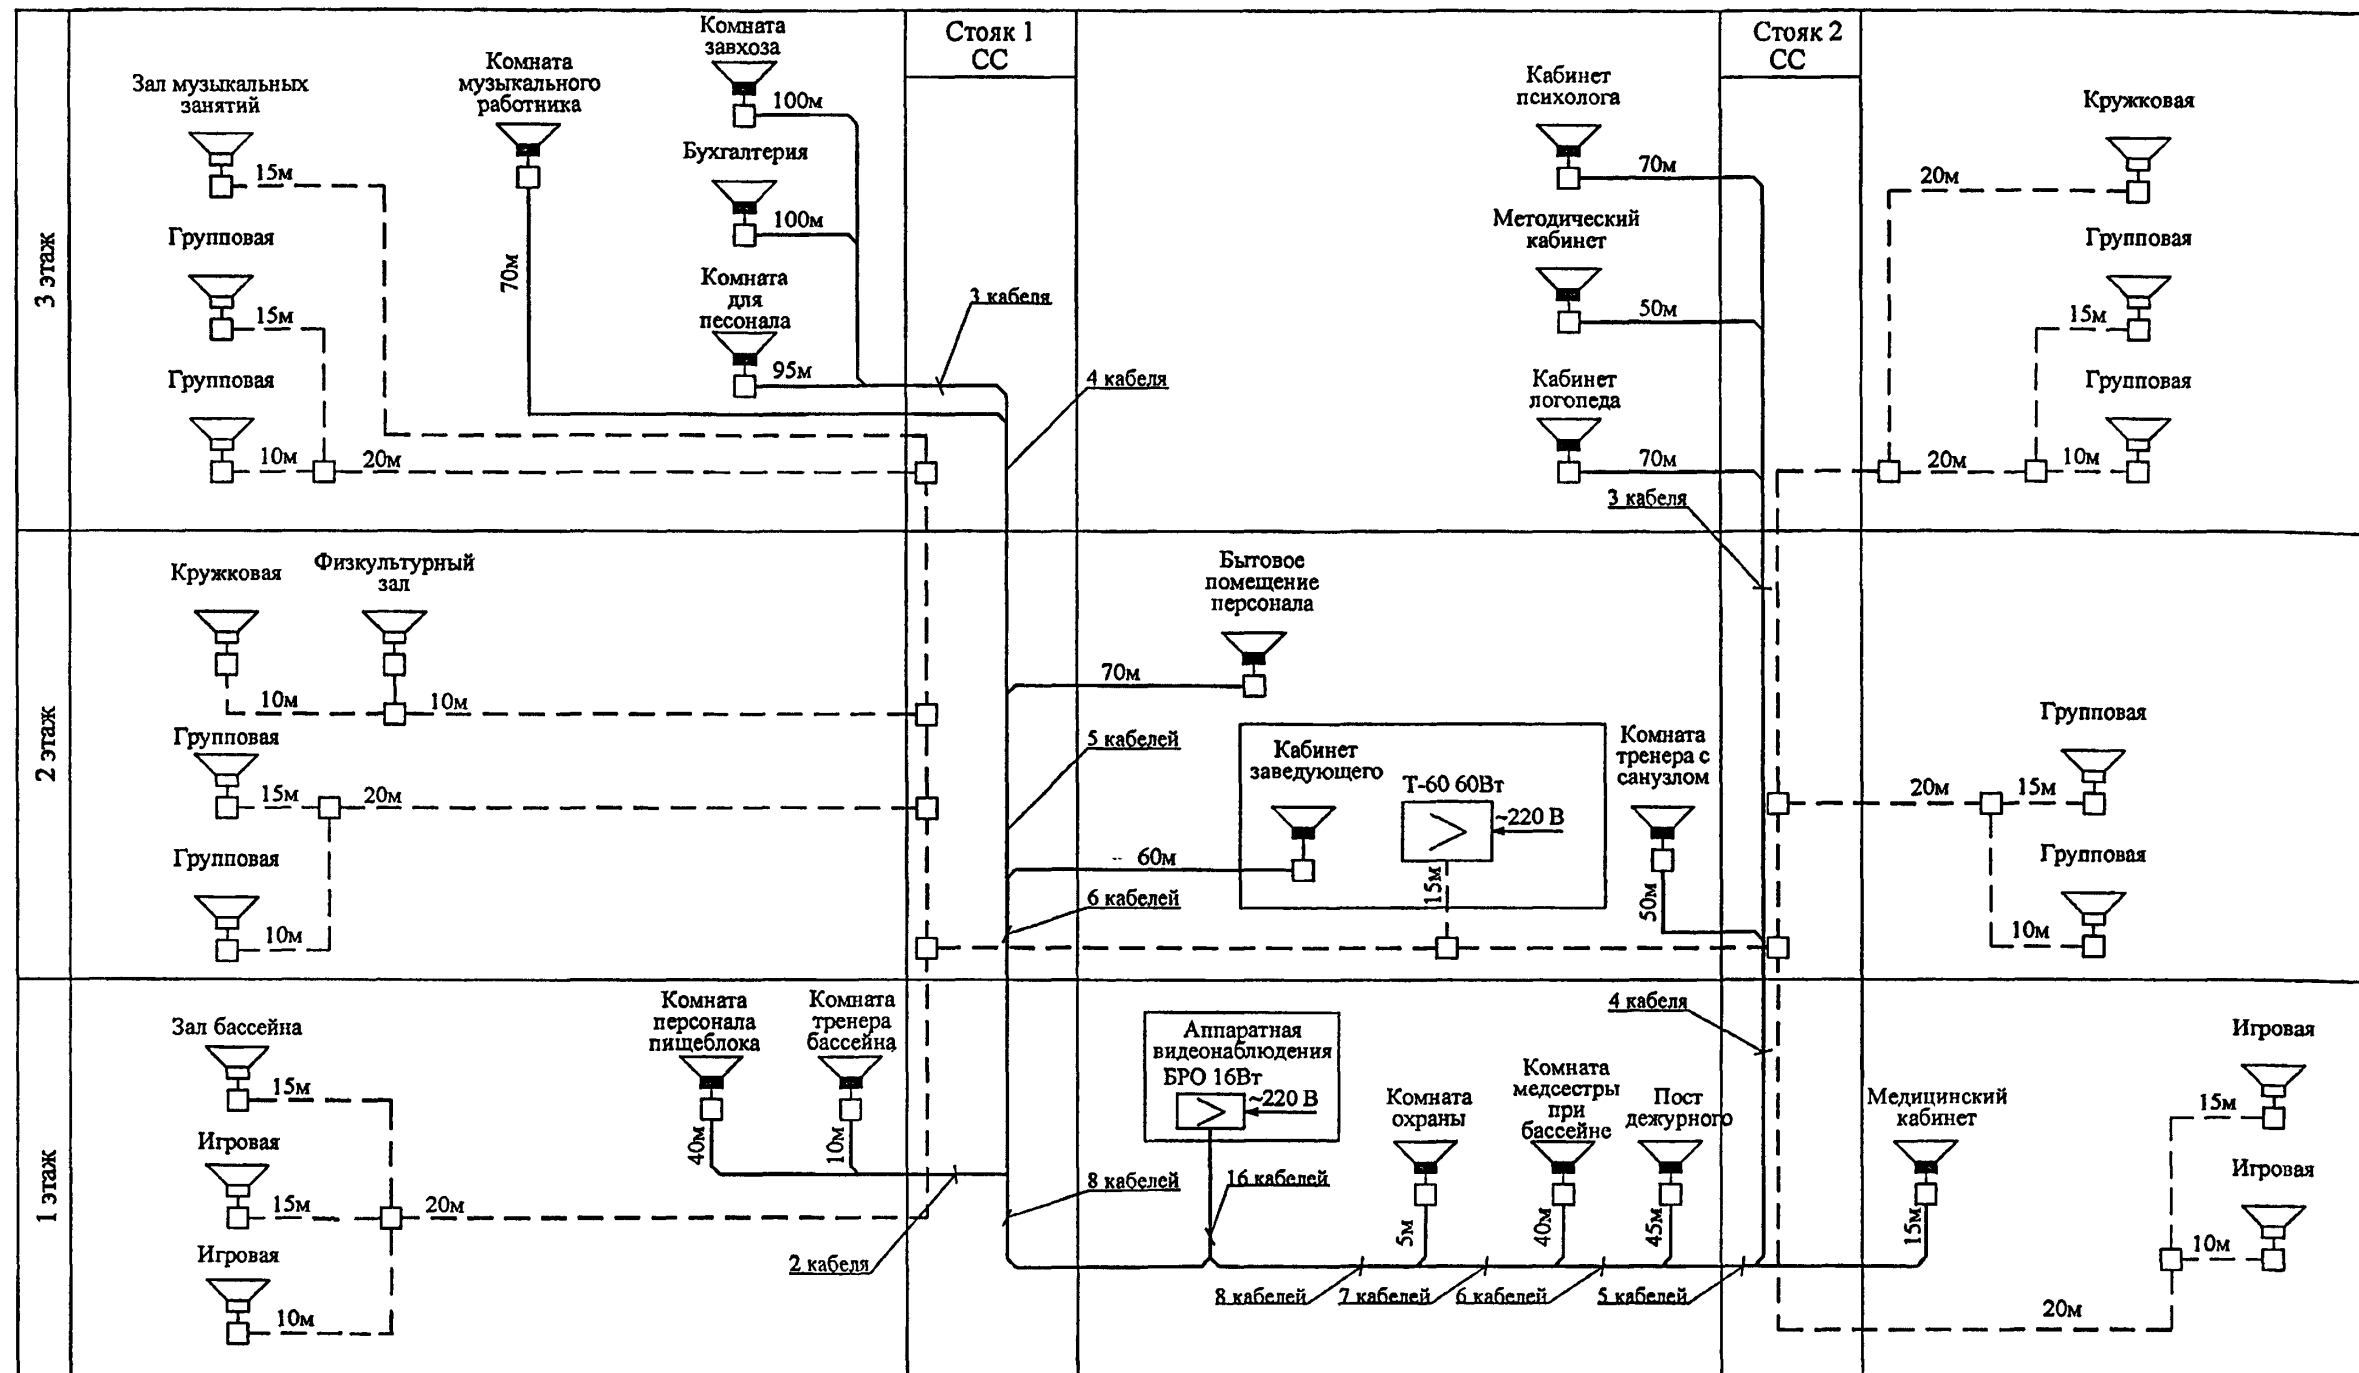 Стояк 1
СС
Стояк 2
СС
3 этаж
Зал музыкальных
занятий
15м
Групповая
15м
Групповая
10м
20м
Комната
музыкального
работника
70м
Комната
завхоза
100м
Бухгалтерия
100м
Комната
для
песонала
95м
3 кабеля
4 кабеля
Кабинет
психолога
70м
Методический
кабинет
50м
Кабинет
логопеда
70м
3 кабеля
Кружковая
20м
Групповая
15м
Групповая
20м
10м
2 этаж
Кружковая
10м
Физкультурный
зал
10м
Групповая
15м
20м
Групповая
10м
Бытовое
помещение
персонала
70м
5 кабелей
Кабинет
заведующего
60м
6 кабелей
Т-60 60Вт
~220 В
15м
Комната
тренера с
санузлом
50м
Групповая
20м
15м
Групповая
10м
1 этаж
Зал бассейна
15м
Игровая
15м
20м
Игровая
10м
Комната
персонала
пищеблока
40м
Комната
тренера
бассейна
10м
2 кабеля
8 кабелей
Аппаратная
видеонаблюдения
БРО 16Вт
~220 В
16 кабелей
Комната
охраны
5м
Комната
медсестры
при
бассейне
40м
Пост
дежурного
45м
4 кабеля
8 кабелей
7 кабелей
6 кабелей
5 кабелей
Медицинский
кабинет
15м
Игровая
15м
Игровая
10м
20м